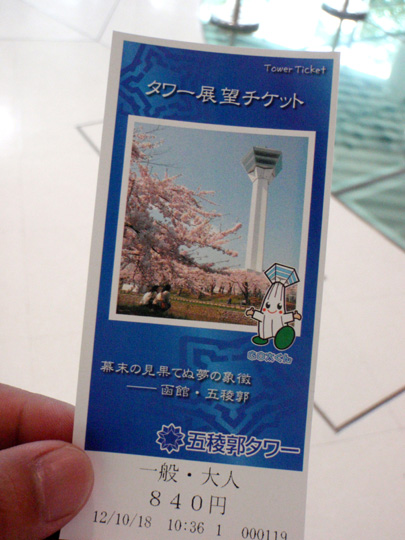 Tower Ticket
タワー展望チケット
幕末の見果てぬ夢の象徴
――函館・五稜郭
五稜郭タワー
一般・大人
840円
12/10/18 10:36 1 000119